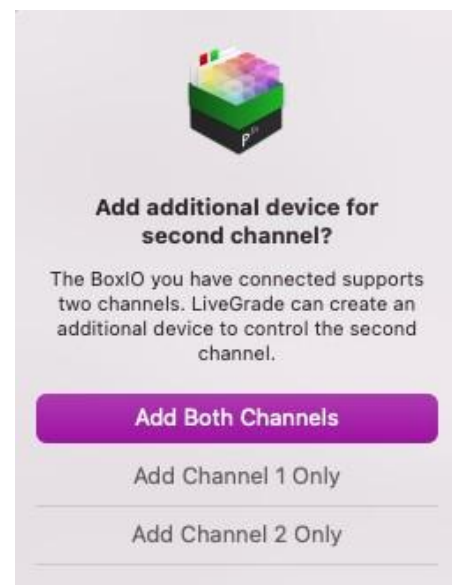 Add additional device for
second channel?
The BoxIO you have connected supports
two channels. LiveGrade can create an
additional device to control the second
channel.
Add Both Channels
Add Channel 1 Only
Add Channel 2 Only